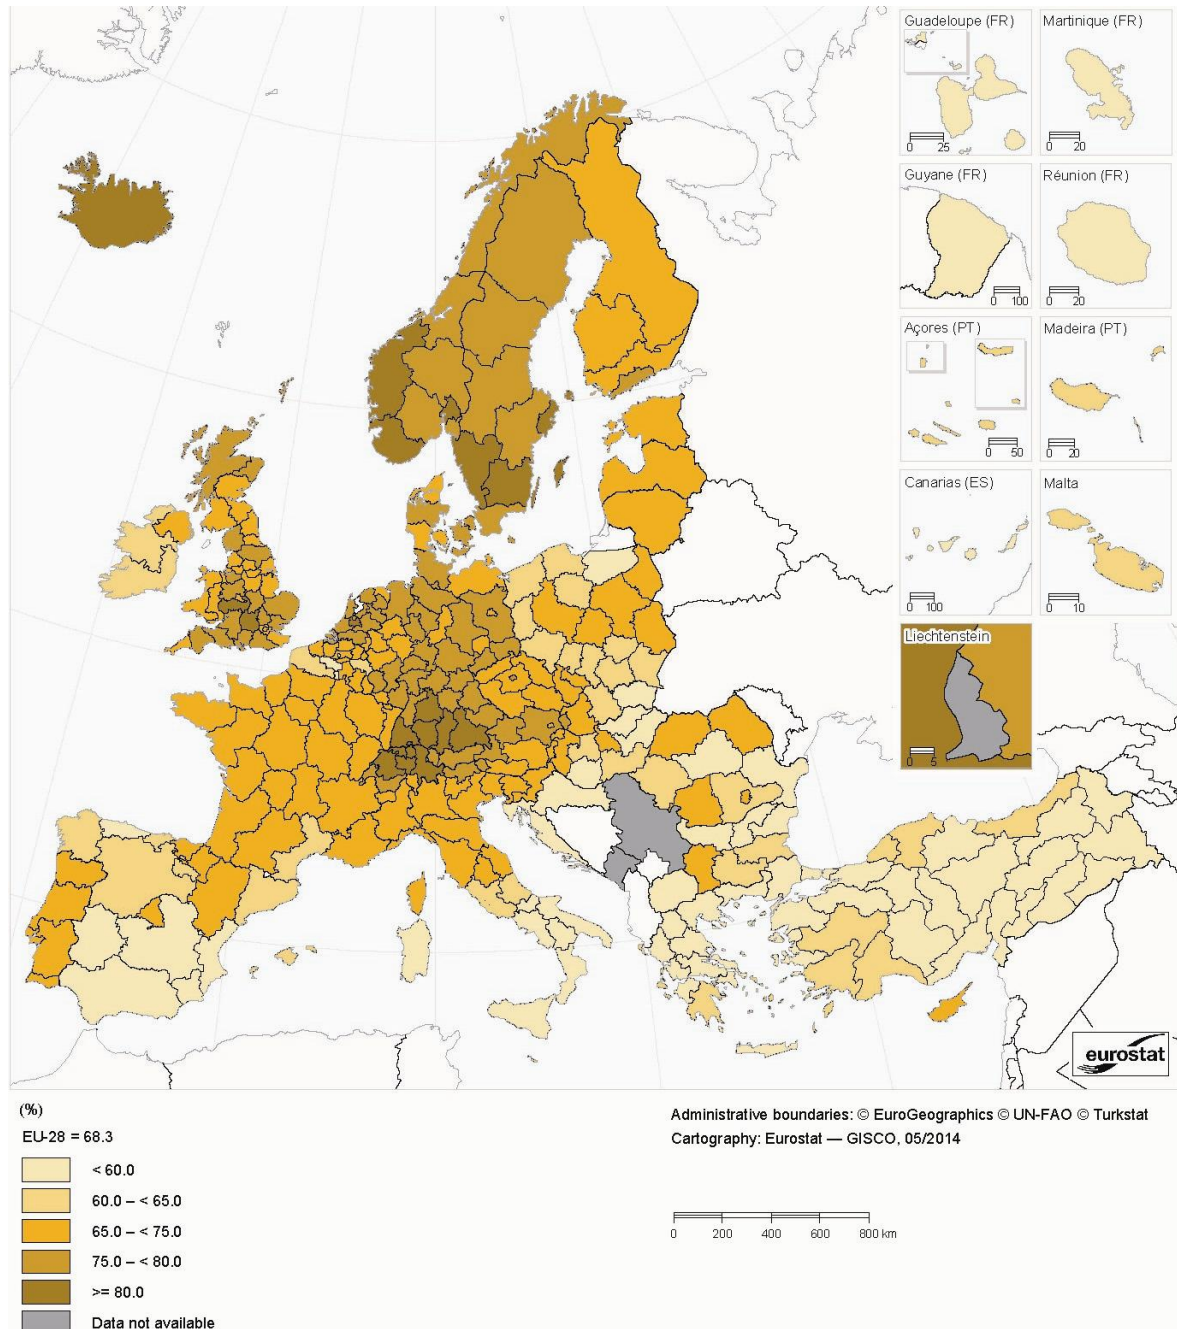 Guadeloupe (FR)
0 25
Martinique (FR)
0 20
Guyane (FR)
0 100
Réunion (FR)
0 20
Açores (PT)
0 50
Madeira (PT)
0 20
Canarias (ES)
0 100
Malta
0 10
Liechtenstein
0 5
eurostat
(%)
EU-28 = 68.3
< 60.0
60.0 – < 65.0
65.0 – < 75.0
75.0 – < 80.0
>= 80.0
Data not available
Administrative boundaries: © EuroGeographics © UN-FAO © Turkstat
Cartography: Eurostat — GISCO, 05/2014
0 200 400 600 800 km